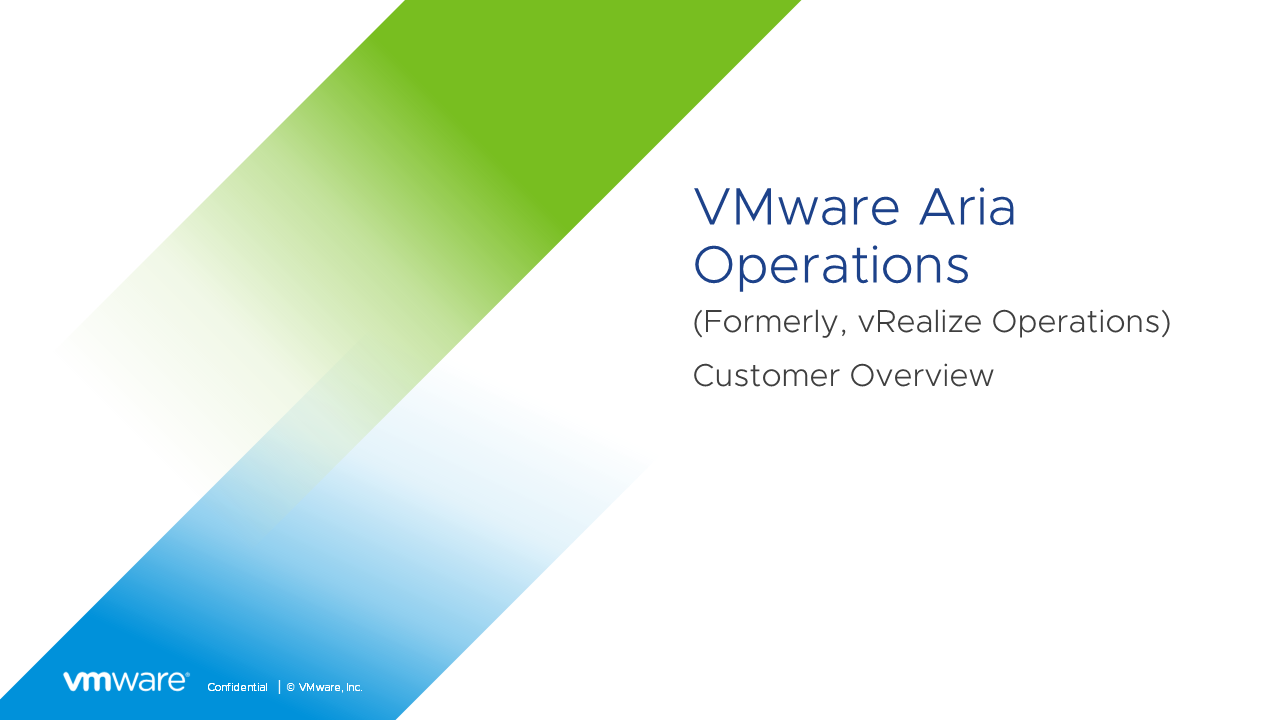 VMware Aria
Operations
(Formerly, vRealize Operations)
Customer Overview
vmware® Confidential | © VMware, Inc.